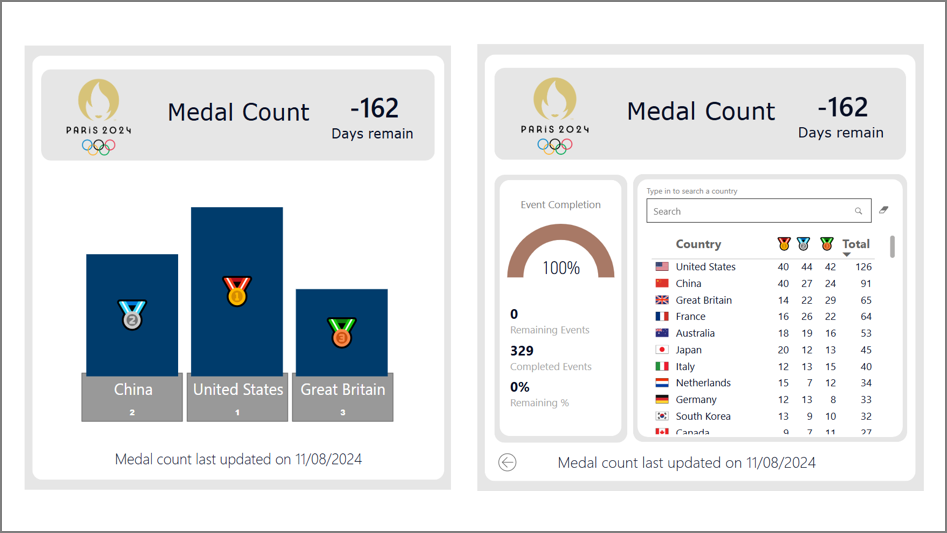 PARIS 2024
Medal Count
-162
Days remain
2
1
3
China
2
United States
1
Great Britain
3
Medal count last updated on 11/08/2024
PARIS 2024
Medal Count
-162
Days remain
Event Completion
100%
0
Remaining Events
329
Completed Events
0%
Remaining %
Type in to search a country
Search
Country Total
United States 40 44 42 126
China 40 27 24 91
Great Britain 14 22 29 65
France 16 26 22 64
Australia 18 19 16 53
Japan 20 12 13 45
Italy 12 13 15 40
Netherlands 15 7 12 34
Germany 12 13 8 33
South Korea 13 9 10 32
Canada 9 7 11 27
Medal count last updated on 11/08/2024